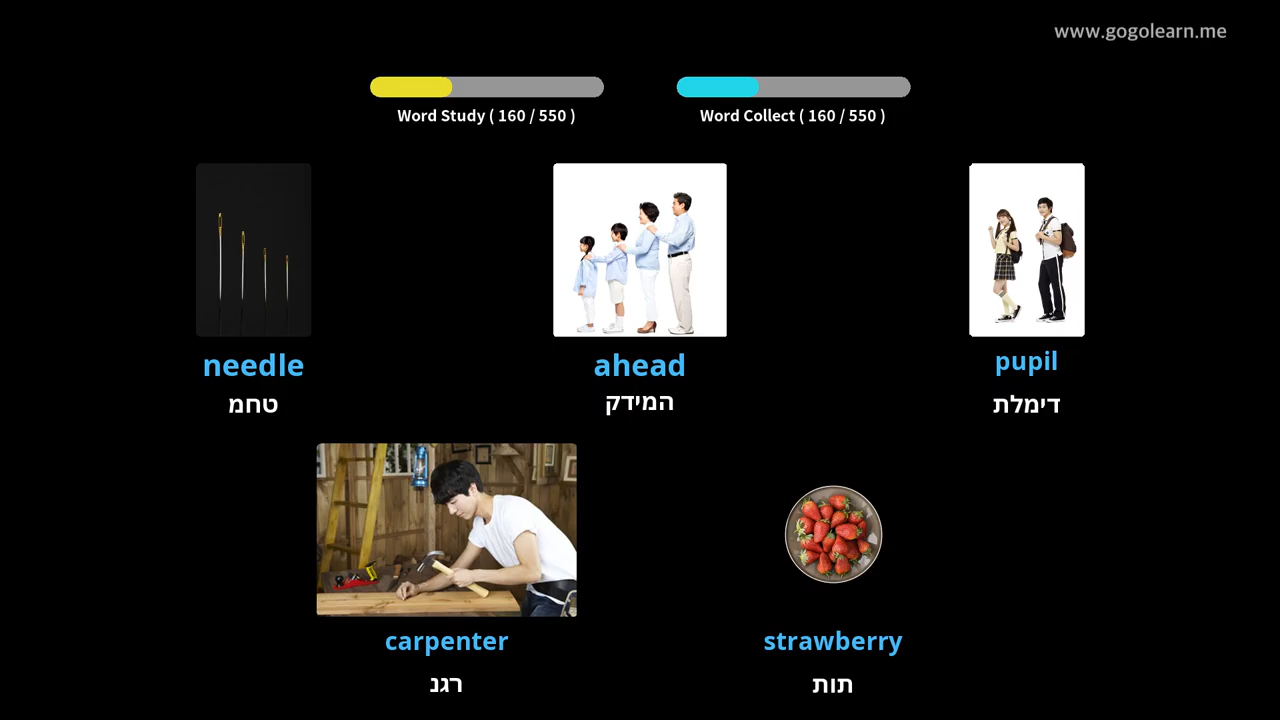 www.gogolearn.me
Word Study ( 160 / 550 )
Word Collect ( 160 / 550 )
needle
טחמ
ahead
המידק
pupil
דימלת
carpenter
רגנ
strawberry
תות